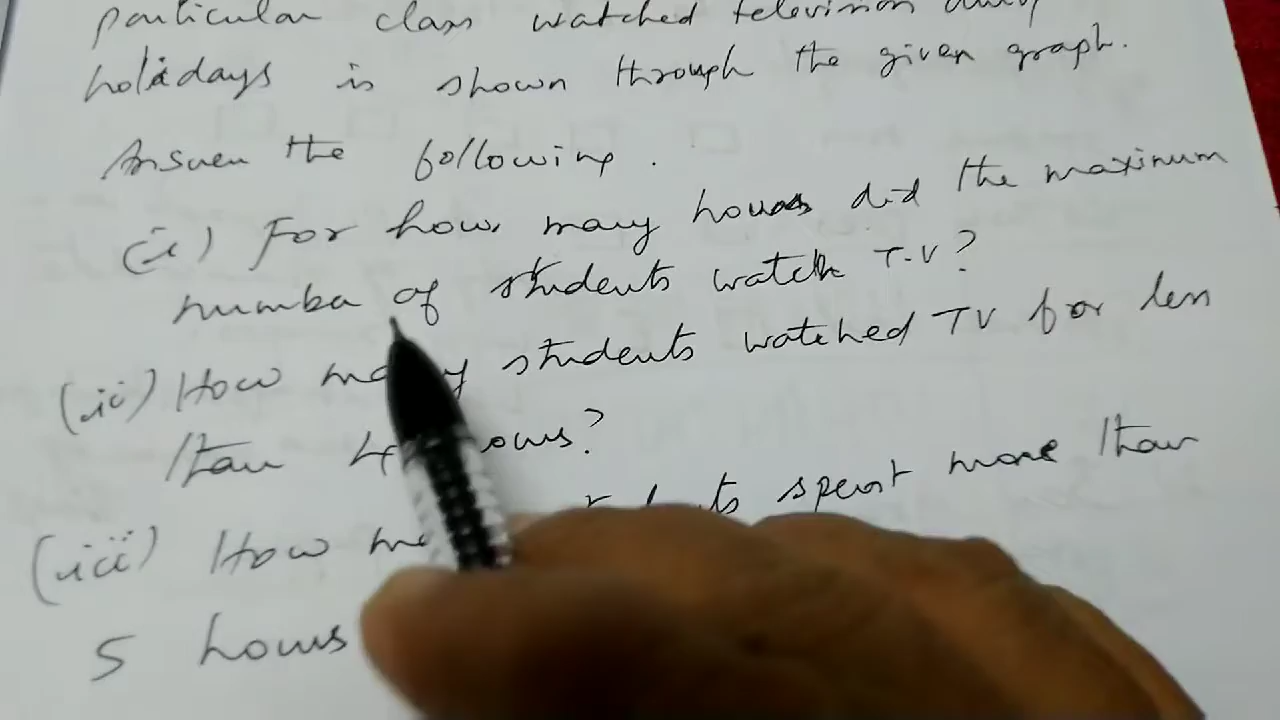 particular class watched television during
holidays is shown through the given graph.
Answer the following.
(i) For how many hours did the maximum
number of students watch T.V?
(ii) How many students watched TV for less
than 4 hours?
(iii) How spent more than
5 hours